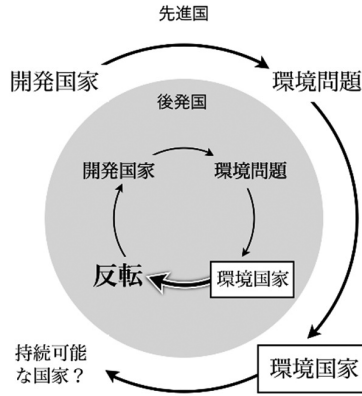 先進国
開発国家
環境問題
後発国
開発国家
環境問題
反転
環境国家
持続可能
な国家？
環境国家